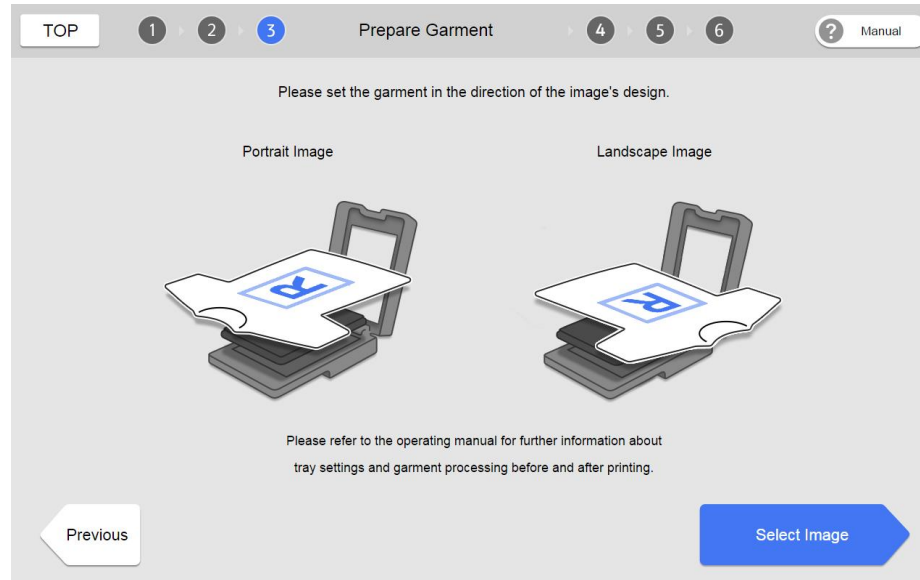 TOP
1
2
3
Prepare Garment
4
5
6
? Manual
Please set the garment in the direction of the image's design.
Portrait Image
Landscape Image
R
R
Please refer to the operating manual for further information about
tray settings and garment processing before and after printing.
Previous
Select Image